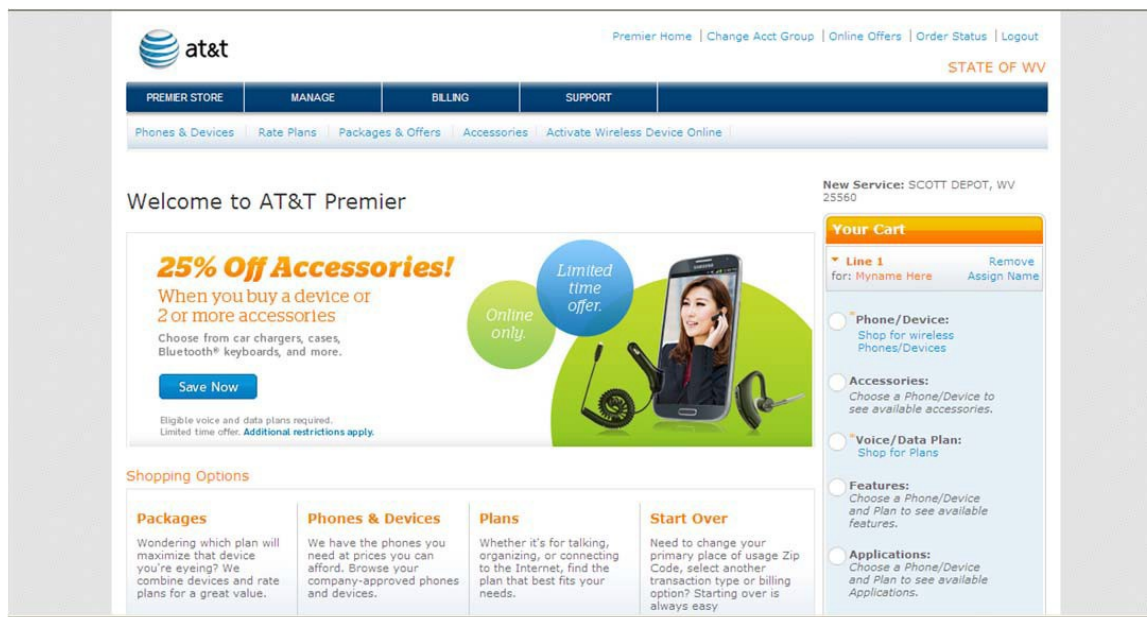 at&t
Premier Home | Change Acct Group | Online Offers | Order Status | Logout
STATE OF WV
PREMIER STORE MANAGE BILLING SUPPORT
Phones & Devices Rate Plans Packages & Offers Accessories Activate Wireless Device Online
Welcome to AT&T Premier
25% Off Accessories!
When you buy a device or
2 or more accessories
Choose from car chargers, cases,
Bluetooth® keyboards, and more.
Save Now
Eligible voice and data plans required.
Limited time offer. Additional restrictions apply.
Online
only.
Limited
time
offer.
SAMSUNG
Shopping Options
Packages
Wondering which plan will
maximize that device
you're eyeing? We
combine devices and rate
plans for a great value.
Phones & Devices
We have the phones you
need at prices you can
afford. Browse your
company-approved phones
and devices.
Plans
Whether it's for talking,
organizing, or connecting
to the Internet, find the
plan that best fits your
needs.
Start Over
Need to change your
primary place of usage Zip
Code, select another
transaction type or billing
option? Starting over is
always easy
New Service: SCOTT DEPOT, WV
25560
Your Cart
Line 1 Remove
for: Myname Here Assign Name
*Phone/Device:
Shop for wireless
Phones/Devices
Accessories:
Choose a Phone/Device to
see available accessories.
*Voice/Data Plan:
Shop for Plans
Features:
Choose a Phone/Device
and Plan to see available
features.
Applications:
Choose a Phone/Device
and Plan to see available
Applications.